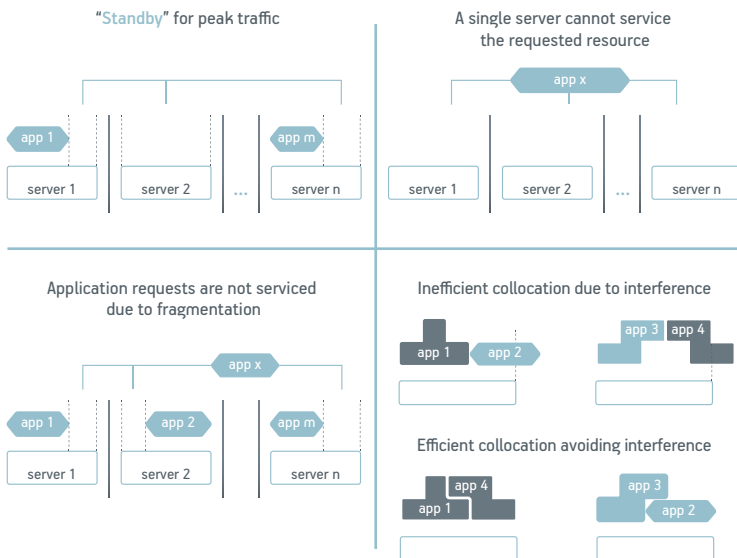 “Standby” for peak traffic
app 1
app m
server 1
server 2
...
server n
A single server cannot service
the requested resource
app x
server 1
server 2
...
server n
Application requests are not serviced
due to fragmentation
app x
app 1
app 2
app m
server 1
server 2
server n
Inefficient collocation due to interference
app 1
app 2
app 3
app 4
Efficient collocation avoiding interference
app 4
app 1
app 3
app 2